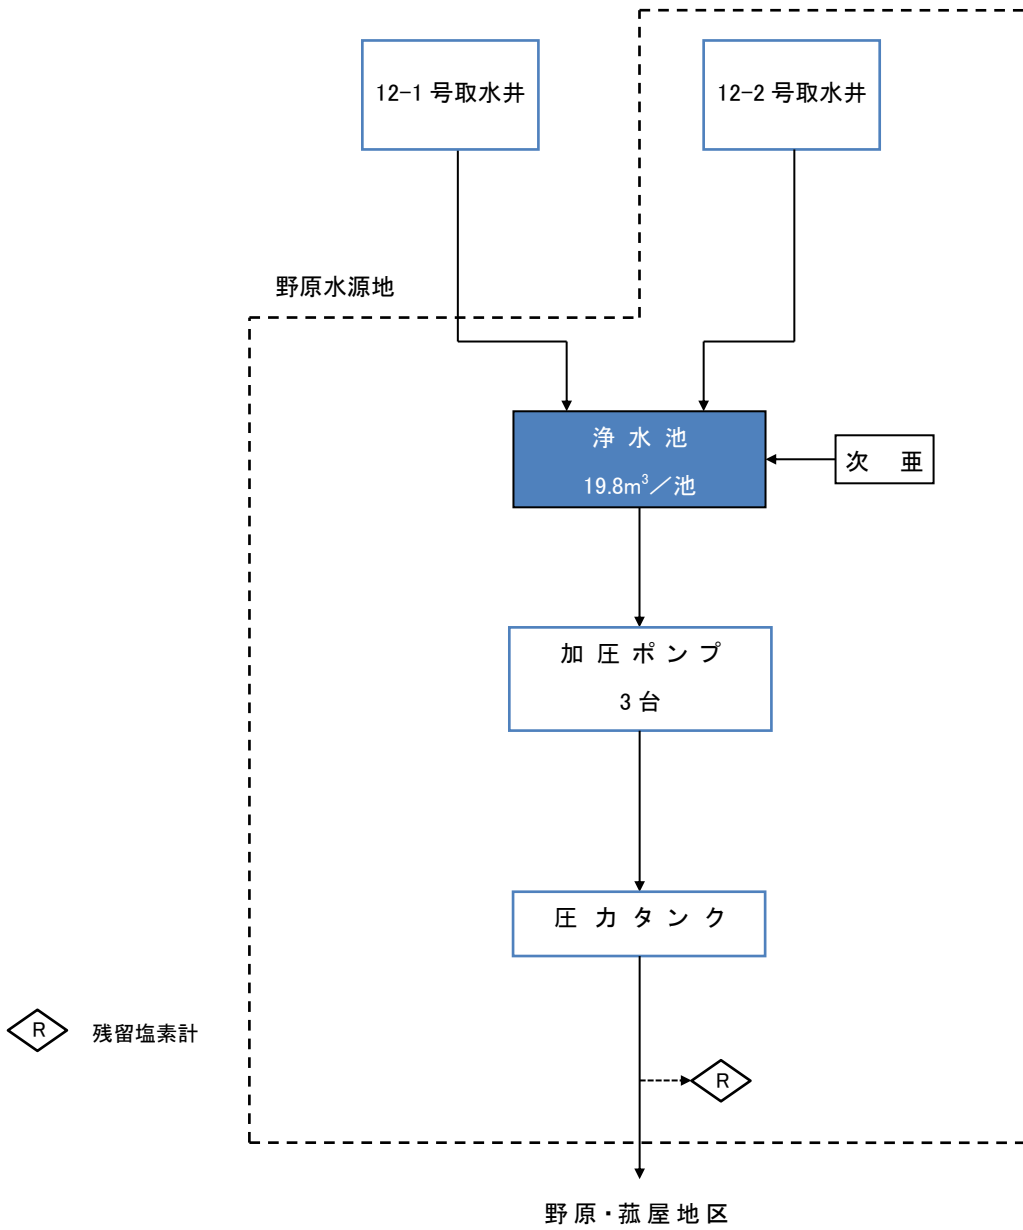 12-1 号取水井
12-2 号取水井
野原水源地
浄水池
19.8m³／池
次　亜
加圧ポンプ
3 台
圧力タンク
R 残留塩素計
R
野原・菰屋地区